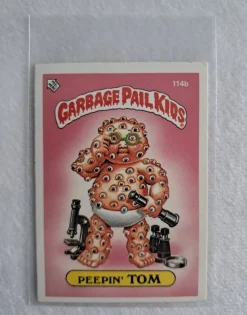 114b
GARBAGE PAIL KIDS
PEEPIN' TOM